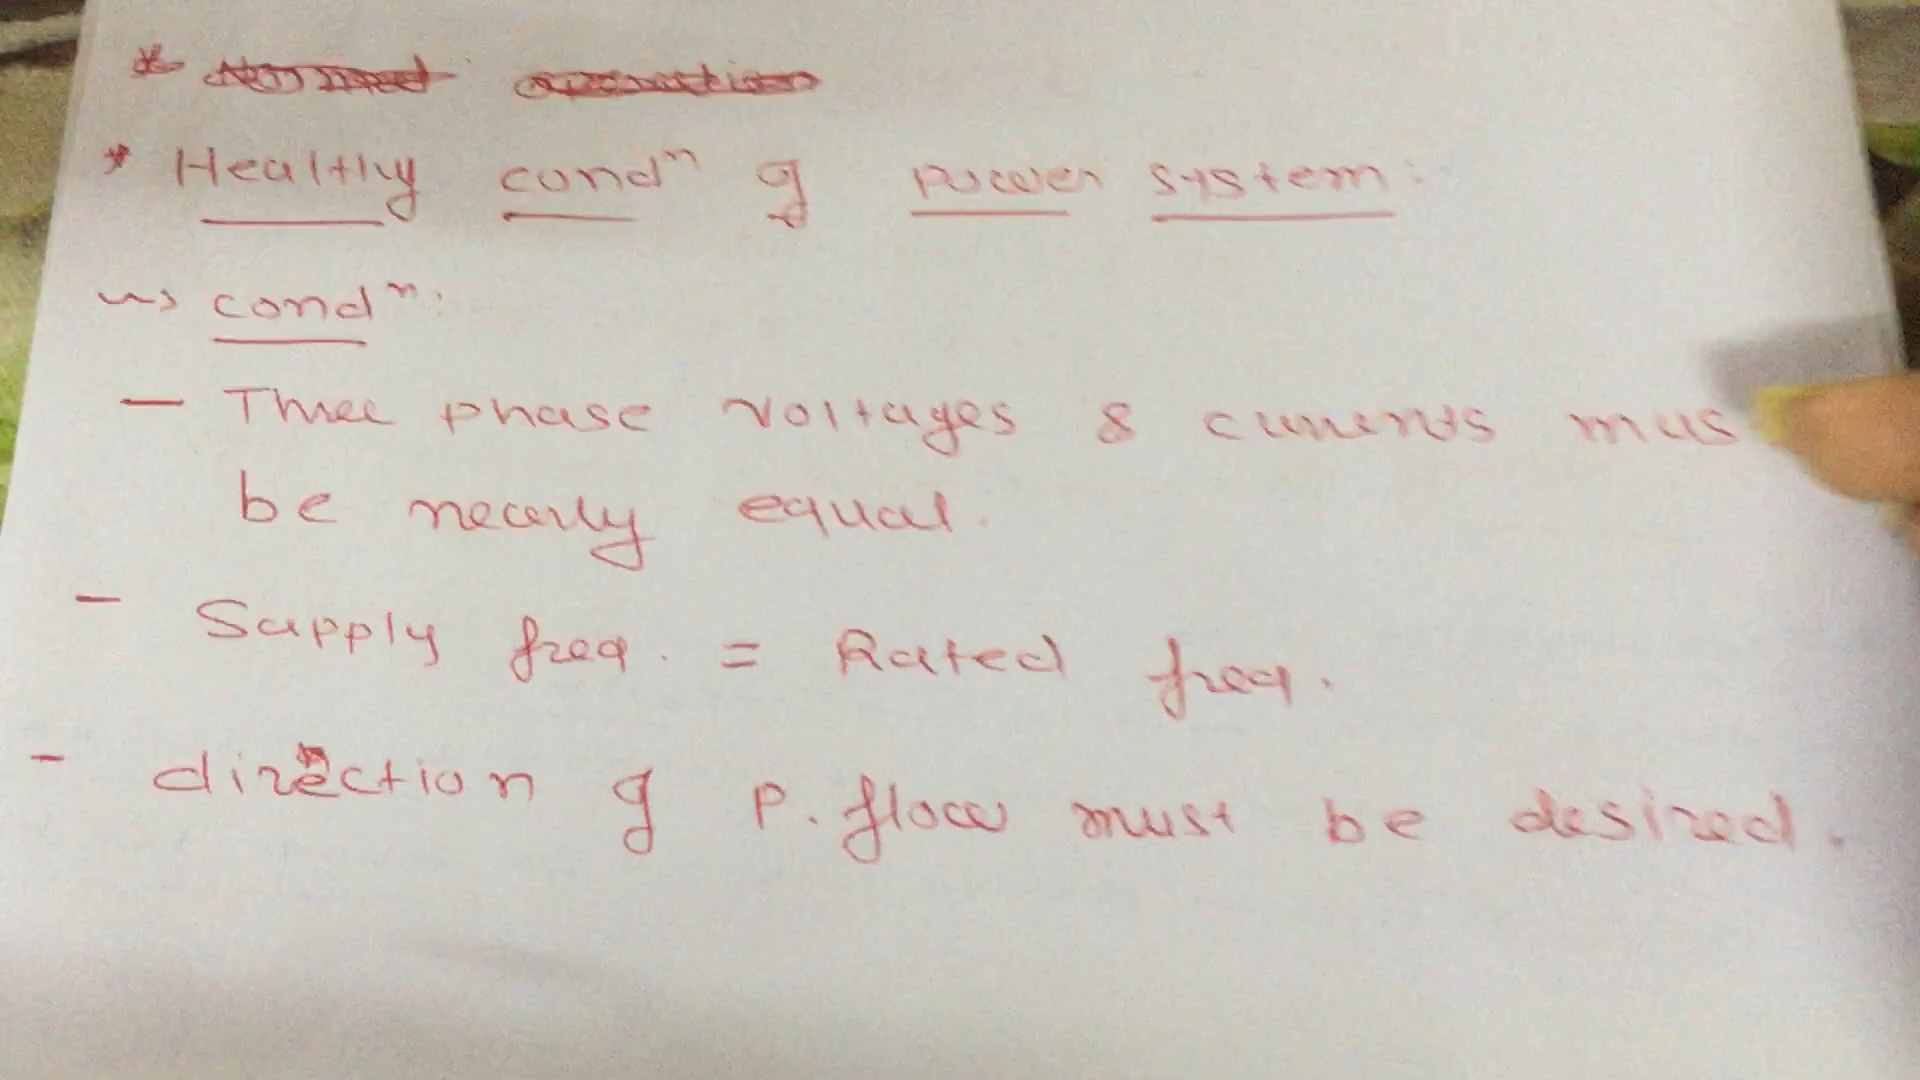 * Healthy condⁿ of power system:
↝ condⁿ:
— Three phase voltages & currents mus
be nearly equal.
- Supply freq. = Rated freq.
- direction of P. flow must be desired.